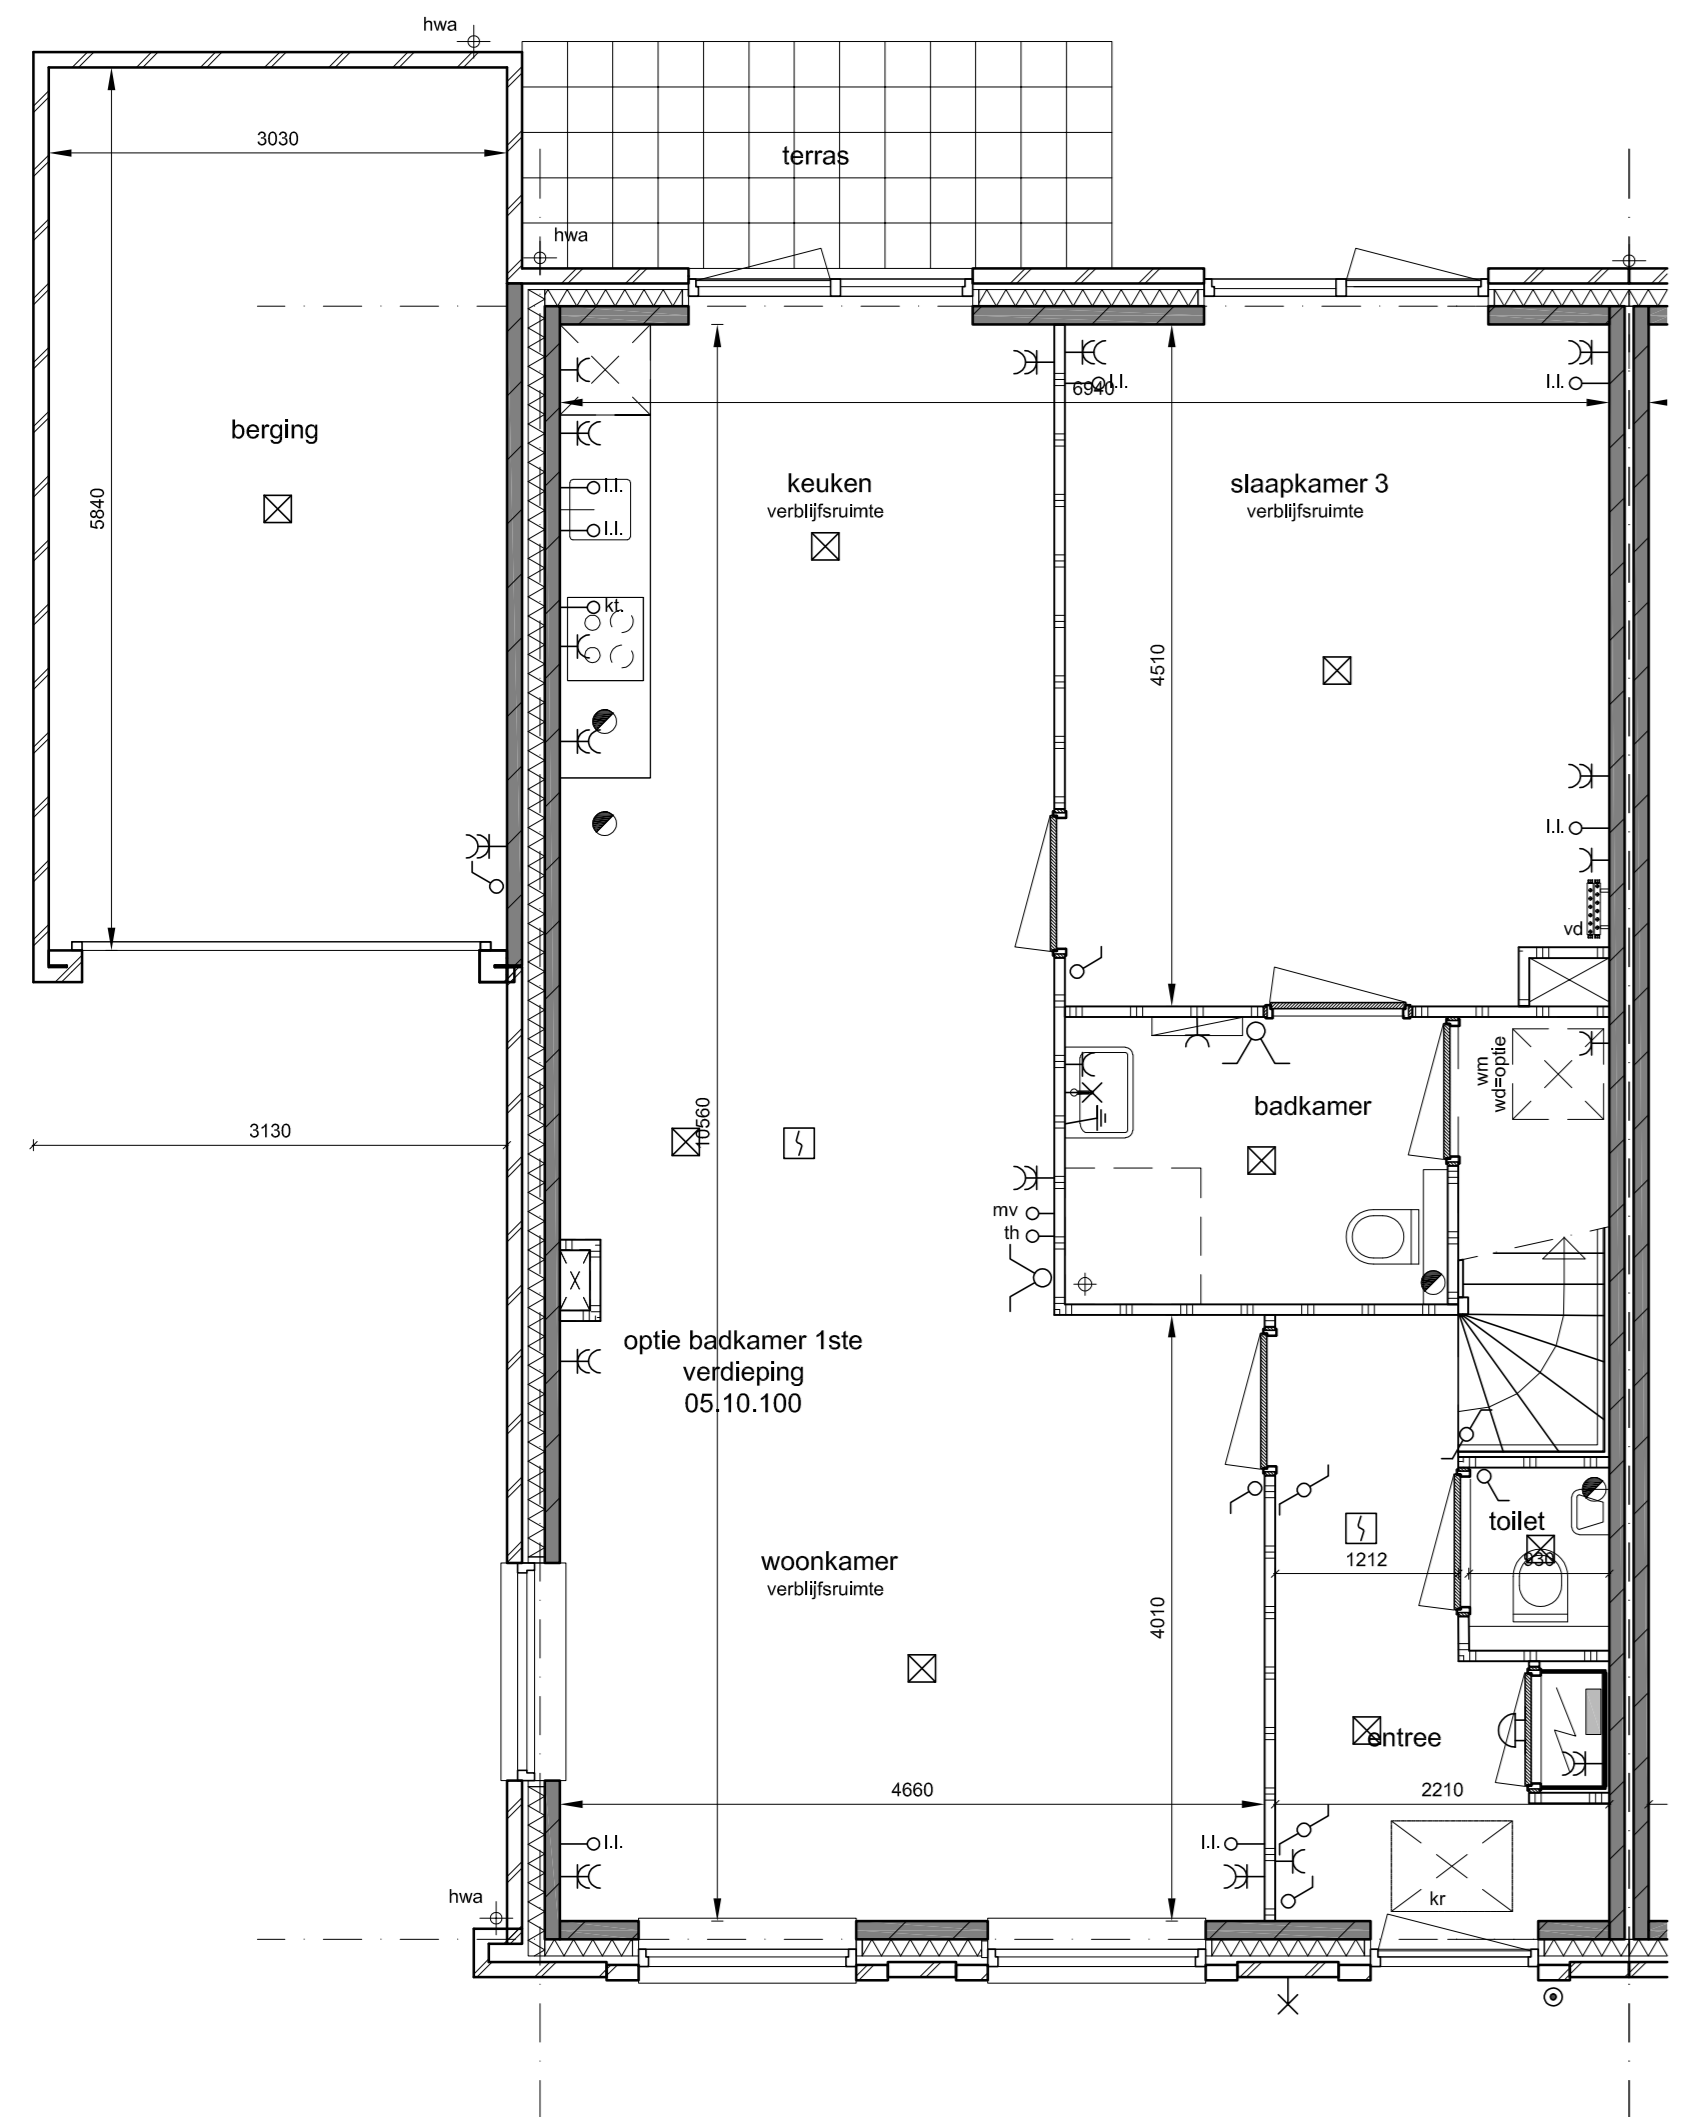 hwa
3030
terras
hwa
l.l.
l.l.
6940
berging
keuken
verblijfsruimte
slaapkamer 3
verblijfsruimte
l.l.
l.l.
5840
kt.
4510
l.l.
vd
wm
wd=optie
badkamer
10560
3130
mv
th
optie badkamer 1ste
verdieping
05.10.100
toilet
woonkamer
verblijfsruimte
1212
930
4010
entree
4660
2210
l.l.
l.l.
hwa
kr